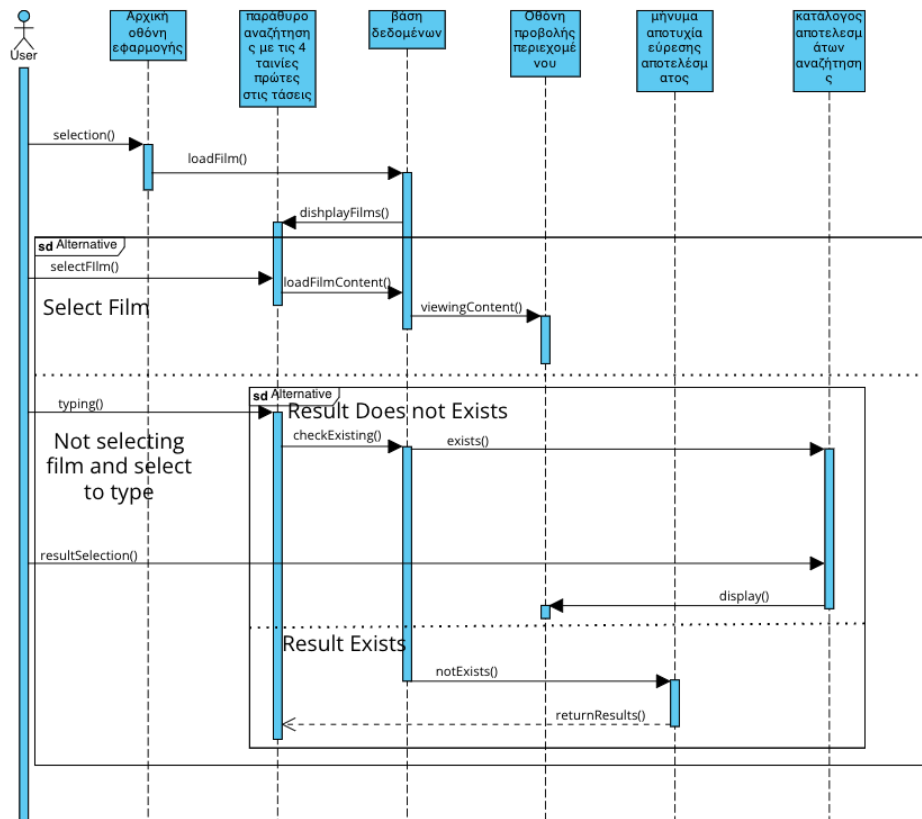 User
Αρχική
οθόνη
εφαρμογής
παράθυρο
αναζήτηση
ς με τις 4
ταινίες
πρώτες
στις τάσεις
βάση
δεδομένων
Οθόνη
προβολής
περιεχομέ
νου
μήνυμα
αποτυχία
εύρεσης
αποτελέσμ
ατος
κατάλογος
αποτελεσμ
άτων
αναζήτηση
ς
selection()
loadFilm()
dishplayFilms()
sd Alternative
selectFIlm()
loadFilmContent()
Select Film
viewingContent()
sd Alternative
typing()
Result Does not Exists
checkExisting()
exists()
Not selecting
film and select
to type
resultSelection()
display()
Result Exists
notExists()
returnResults()